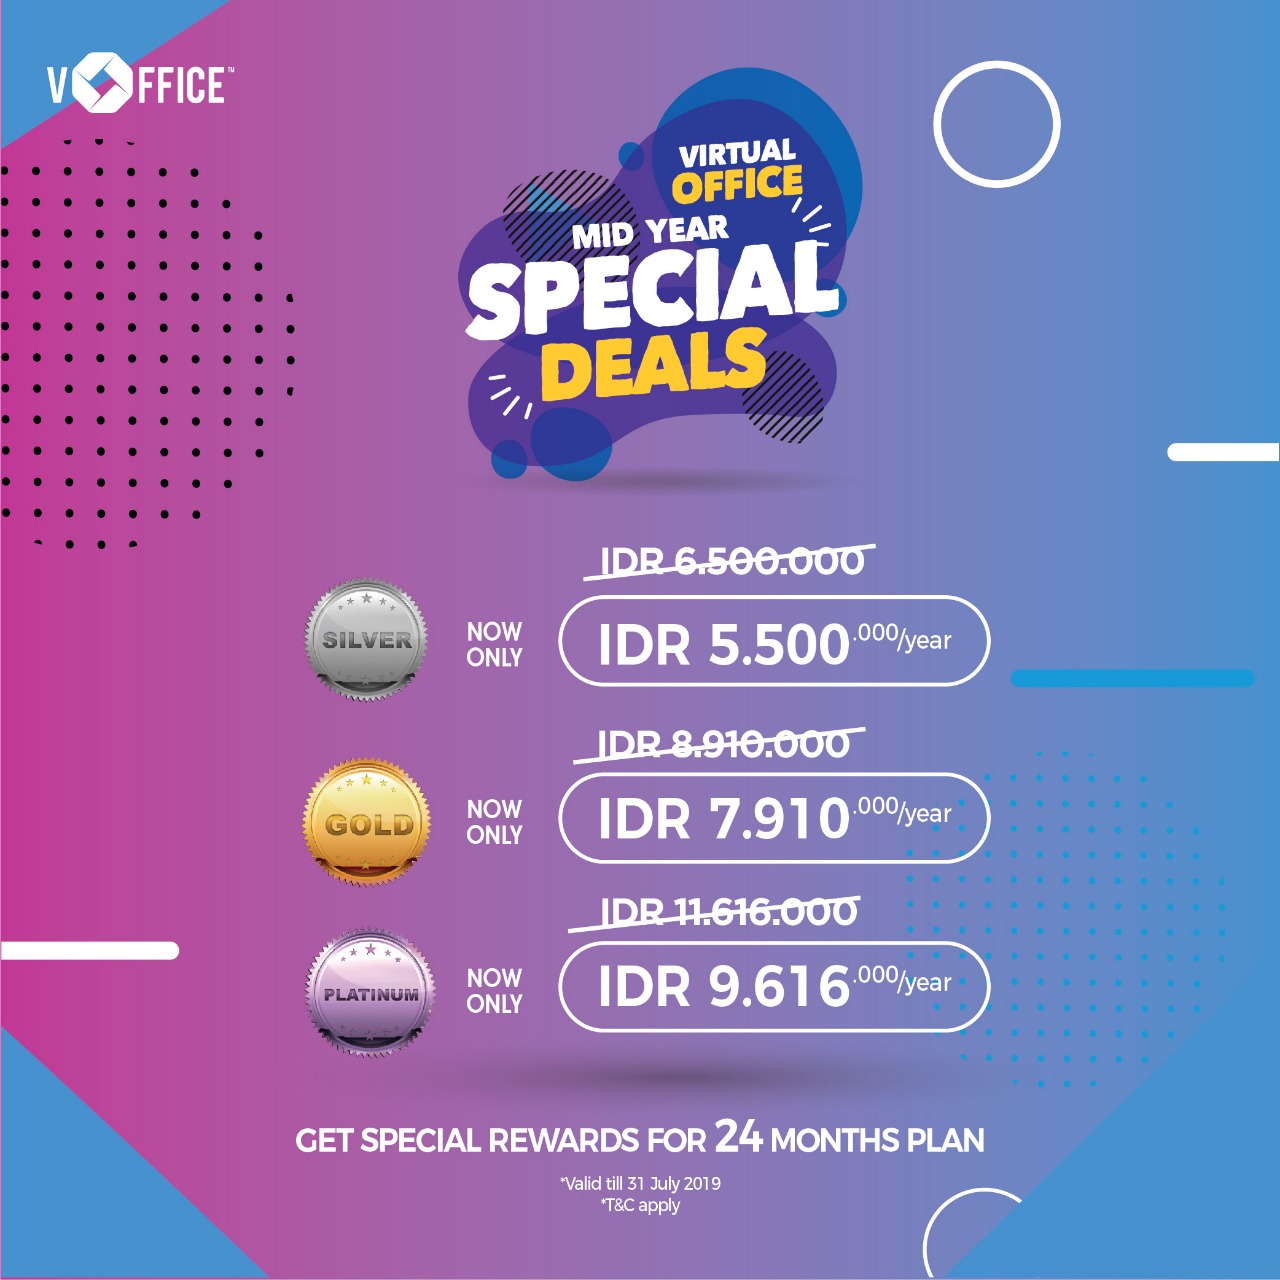 VOFFICE™
VIRTUAL
OFFICE
MID YEAR
SPECIAL
DEALS
IDR 6.500.000
SILVER
NOW
ONLY
IDR 5.500.000/year
IDR 8.910.000
GOLD
NOW
ONLY
IDR 7.910.000/year
IDR 11.616.000
PLATINUM
NOW
ONLY
IDR 9.616.000/year
GET SPECIAL REWARDS FOR 24 MONTHS PLAN
*Valid till 31 July 2019
*T&C apply